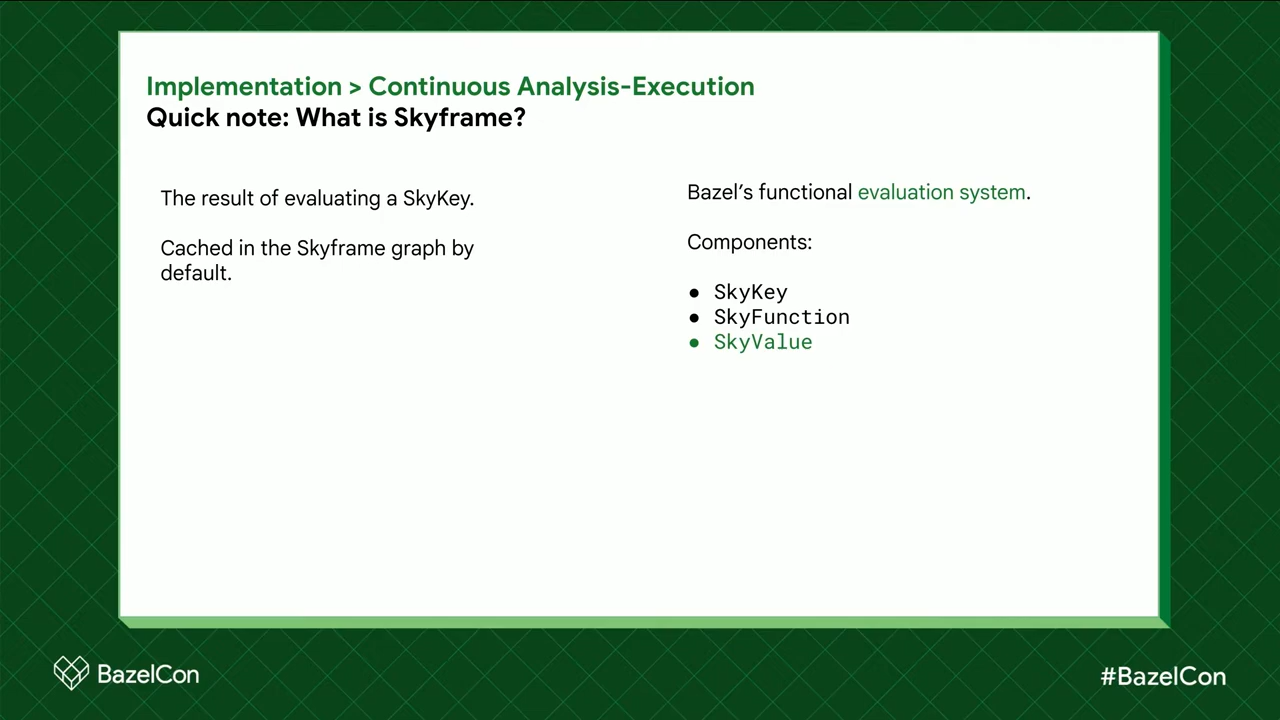 Implementation > Continuous Analysis-Execution
Quick note: What is Skyframe?
The result of evaluating a SkyKey.
Cached in the Skyframe graph by
default.
Bazel’s functional evaluation system.
Components:
● SkyKey
● SkyFunction
● SkyValue
BazelCon
#BazelCon